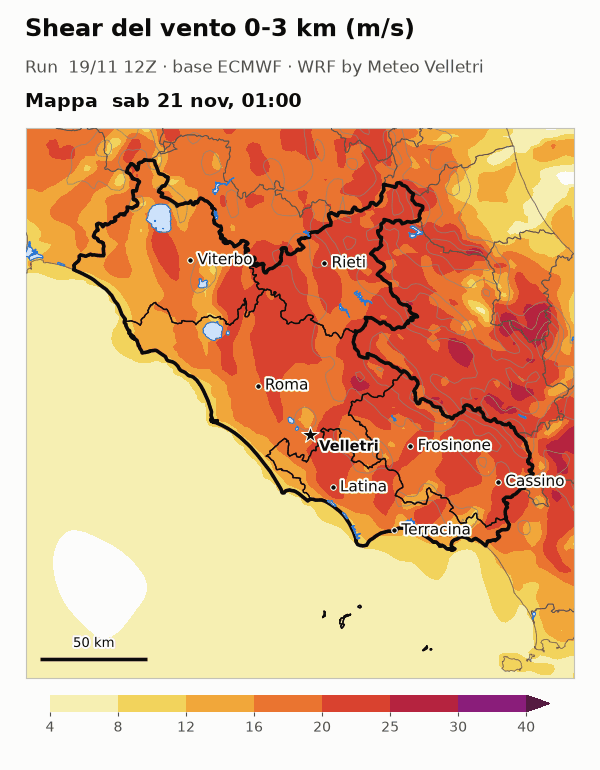 Shear del vento 0-3 km (m/s)
Run  19/11 12Z · base ECMWF · WRF by Meteo Velletri
Mappa  sab 21 nov, 01:00
Viterbo
Rieti
Roma
Velletri
Frosinone
Latina
Cassino
Terracina
50 km
4 8 12 16 20 25 30 40